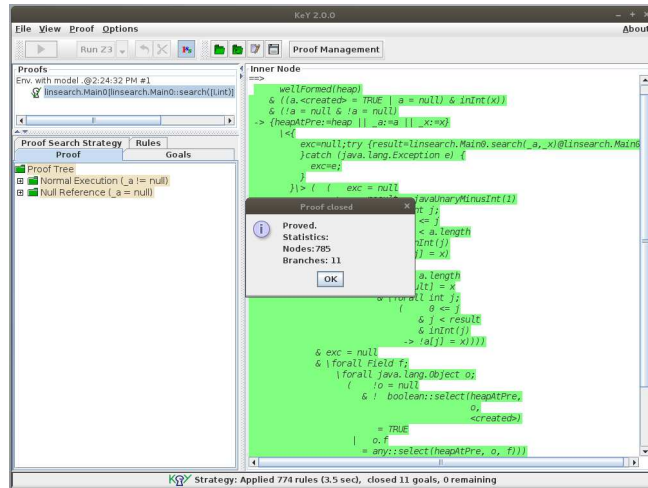 KeY 2.0.0
File View Proof Options About
Run Z3 Proof Management
Proofs
Env. with model .@2:24:32 PM #1
linsearch.Main0[linsearch.Main0::search([I,int)]
Proof Search Strategy Rules
Proof Goals
Proof Tree
Normal Execution (_a != null)
Null Reference (_a = null)
Inner Node
==>
wellFormed(heap)
& ((a.<created> = TRUE | a = null) & inInt(x))
& (!a = null & !a = null)
-> {heapAtPre:=heap || _a:=a || _x:=x}
\<{
exc=null;try {result=linsearch.Main0.search(_a,_x)@linsearch.Main0
}catch (java.lang.Exception e) {
exc=e;
}
}\> ( ( exc = null
javaUnaryMinusInt(1)
int j;
<= j
< a.length
nInt(j)
j] = x)
a.length
ult] = x
& \forall int j;
( 0 <= j
& j < result
& inInt(j)
-> !a[j] = x))))
& exc = null
& \forall Field f;
\forall java.lang.Object o;
( !o = null
& ! boolean::select(heapAtPre,
o,
<created>)
= TRUE
| o.f
= any::select(heapAtPre, o, f)))
Proof closed
Proved.
Statistics:
Nodes:785
Branches: 11
OK
KeY Strategy: Applied 774 rules (3.5 sec), closed 11 goals, 0 remaining